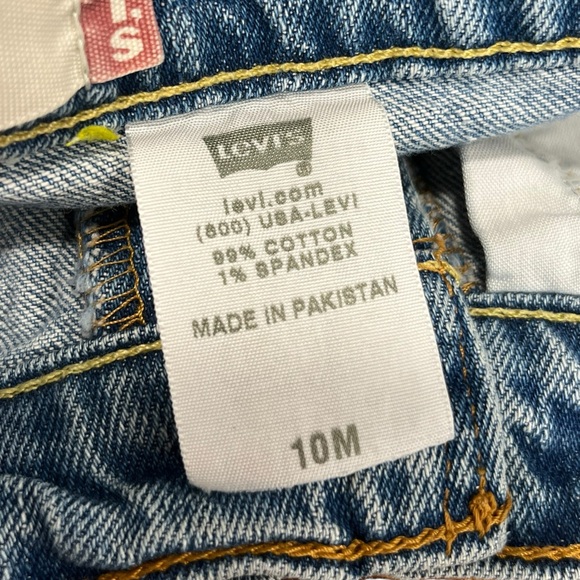 I'S
LEVI'S
®
levi.com
(800) USA-LEVI
99% COTTON
1% SPANDEX
MADE IN PAKISTAN
10M